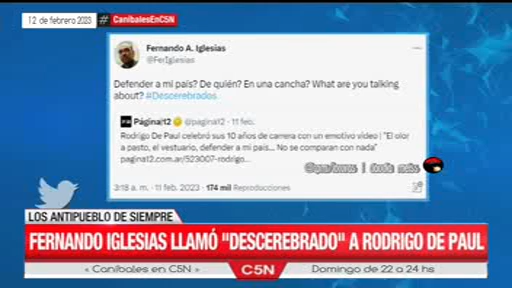 12 de febrero 2023
#CaníbalesEnC5N
Fernando A. Iglesias
@FerIglesias
Defender a mi país? De quién? En una cancha? What are you talking
about? #Descerebrados
Página|12 @pagina12 · 11 feb.
Rodrigo De Paul celebró sus 10 años de carrera con un emotivo video | "El olor
a pasto, el vestuario, defender a mi país... No se comparan con nada"
pagina12.com.ar/523007-rodrigo...
3:18 a. m. · 11 feb. 2023 · 174 mil Reproducciones
LOS ANTIPUEBLO DE SIEMPRE
FERNANDO IGLESIAS LLAMÓ "DESCEREBRADO" A RODRIGO DE PAUL
« Caníbales en C5N »
C5N
Domingo de 22 a 24 hs